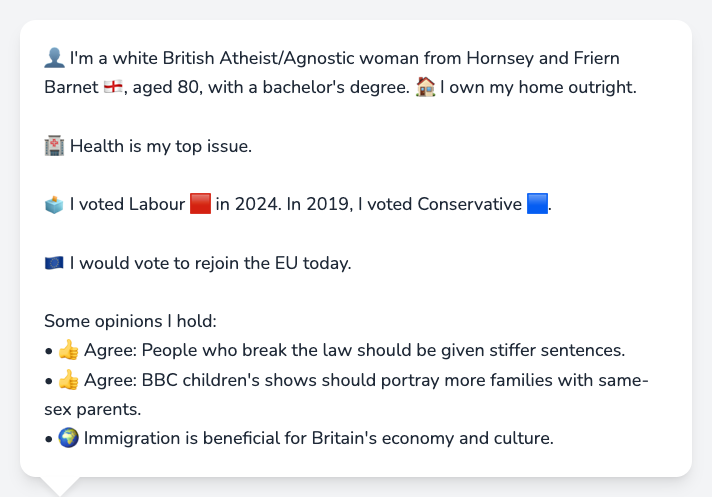 👤 I'm a white British Atheist/Agnostic woman from Hornsey and Friern
Barnet 🏴󠁧󠁢󠁥󠁮󠁧󠁿, aged 80, with a bachelor's degree. 🏠 I own my home outright.
🏥 Health is my top issue.
🗳️ I voted Labour 🟥 in 2024. In 2019, I voted Conservative 🟦.
🇪🇺 I would vote to rejoin the EU today.
Some opinions I hold:
• 👍 Agree: People who break the law should be given stiffer sentences.
• 👍 Agree: BBC children's shows should portray more families with same-
sex parents.
• 🌍 Immigration is beneficial for Britain's economy and culture.